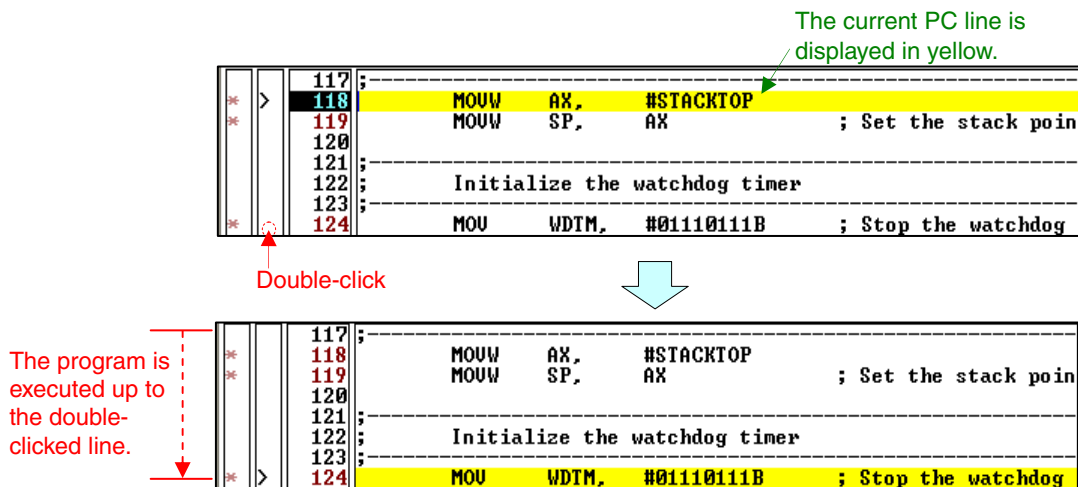 The current PC line is
displayed in yellow.
117 ;------------------------------------------------------------
* > 118 MOVW AX, #STACKTOP
* 119 MOVW SP, AX ; Set the stack poin
120
121 ;------------------------------------------------------------
122 ; Initialize the watchdog timer
123 ;------------------------------------------------------------
* 124 MOV WDTM, #01110111B ; Stop the watchdog
Double-click
The program is
executed up to
the double-
clicked line.
117 ;------------------------------------------------------------
* 118 MOVW AX, #STACKTOP
* 119 MOVW SP, AX ; Set the stack poin
120
121 ;------------------------------------------------------------
122 ; Initialize the watchdog timer
123 ;------------------------------------------------------------
* > 124 MOV WDTM, #01110111B ; Stop the watchdog